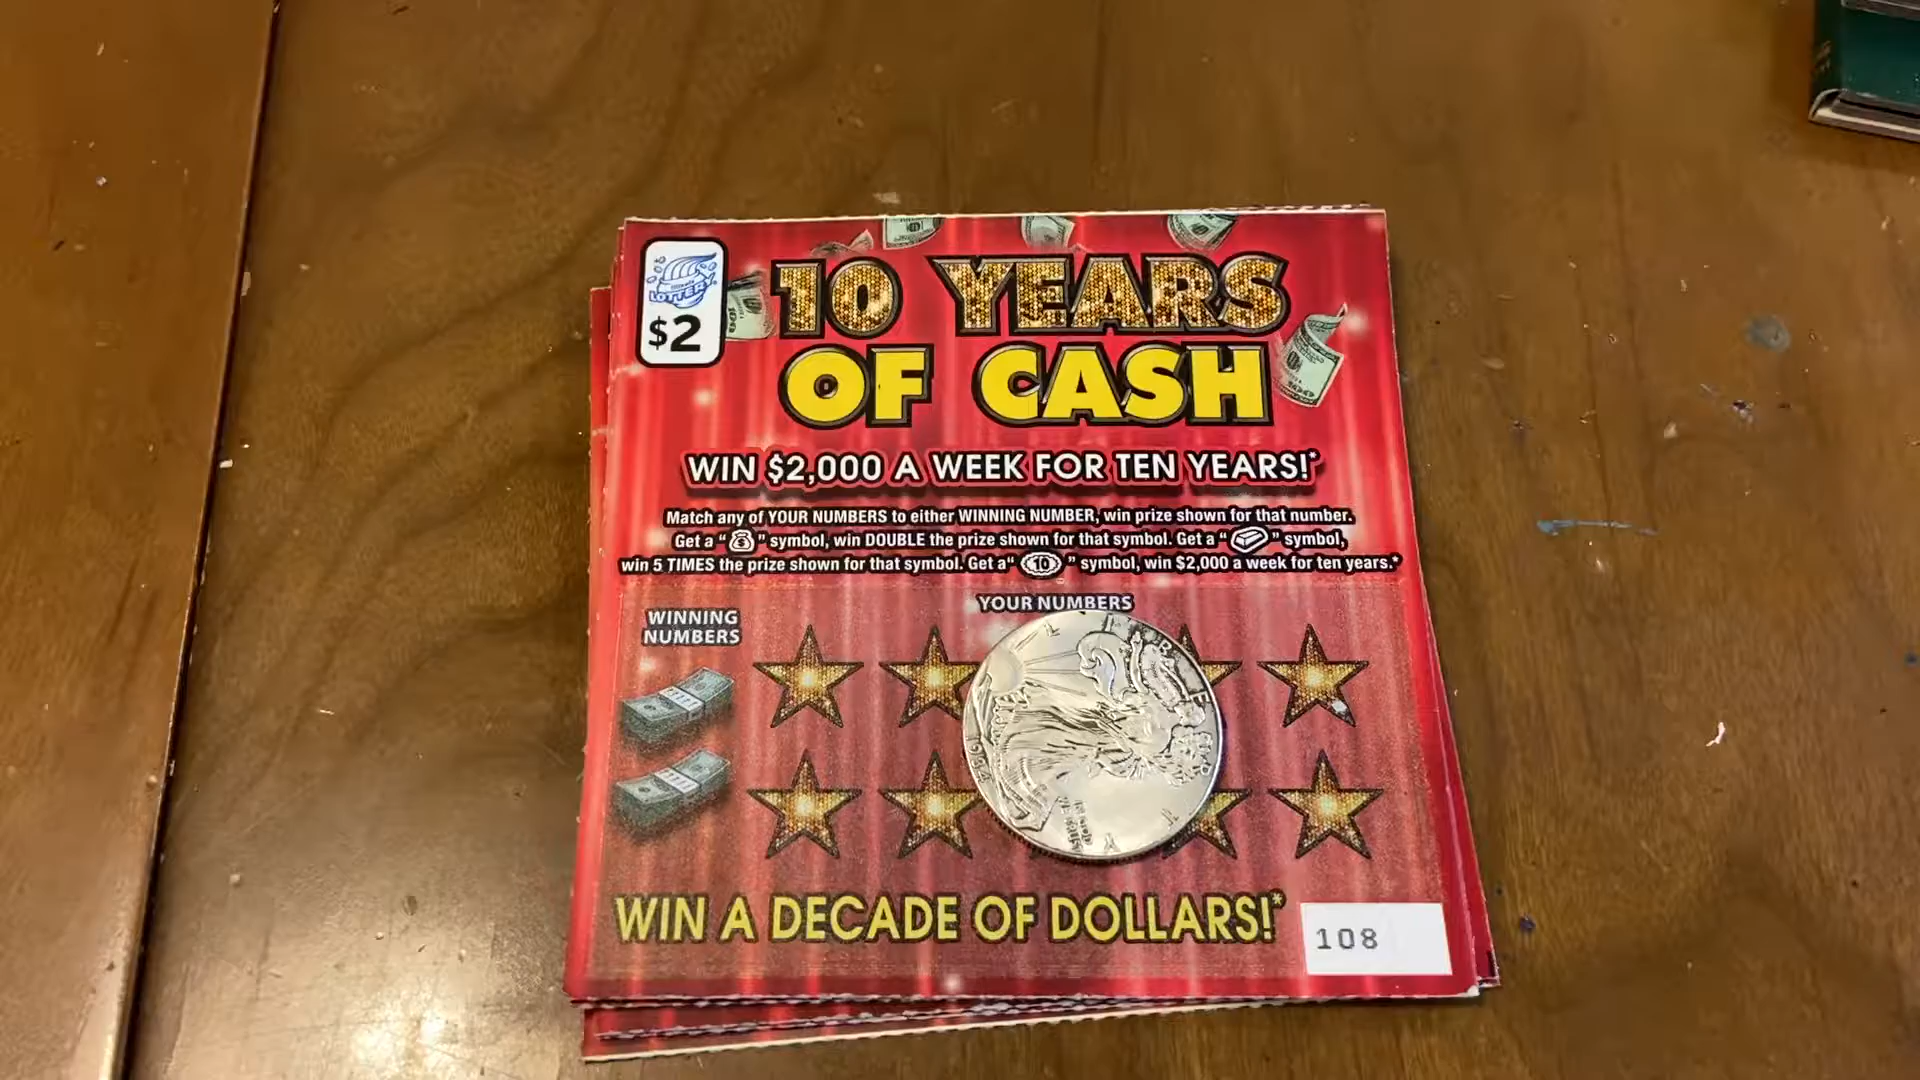 LOTTERY
$2
10 YEARS
OF CASH
WIN $2,000 A WEEK FOR TEN YEARS!*
Match any of YOUR NUMBERS to either WINNING NUMBER, win prize shown for that number.
Get a “ ” symbol, win DOUBLE the prize shown for that symbol. Get a “ ” symbol,
win 5 TIMES the prize shown for that symbol. Get a“ 10 ” symbol, win $2,000 a week for ten years.*
WINNING
NUMBERS
YOUR NUMBERS
WIN A DECADE OF DOLLARS!*
108